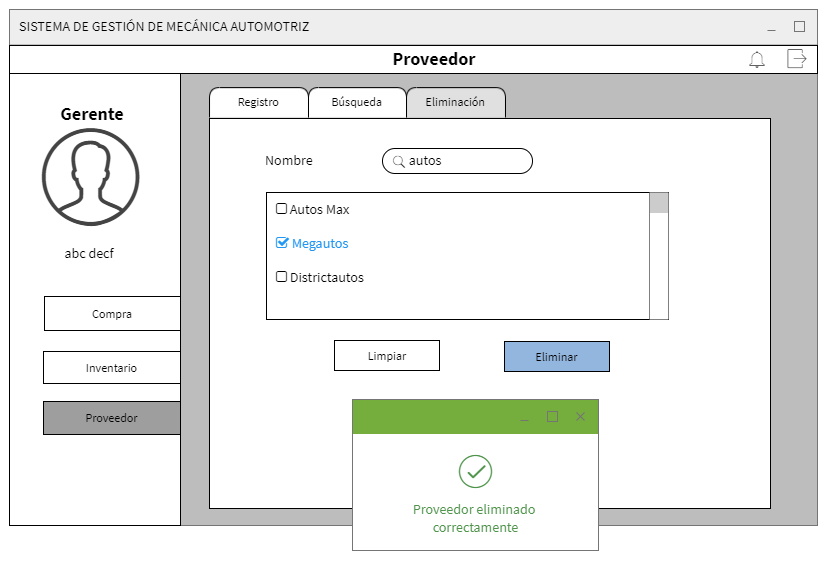 SISTEMA DE GESTIÓN DE MECÁNICA AUTOMOTRIZ
Proveedor
Gerente
abc decf
Compra
Inventario
Proveedor
Registro
Búsqueda
Eliminación
Nombre
autos
Autos Max
Megautos
Districtautos
Limpiar
Eliminar
Proveedor eliminado
correctamente